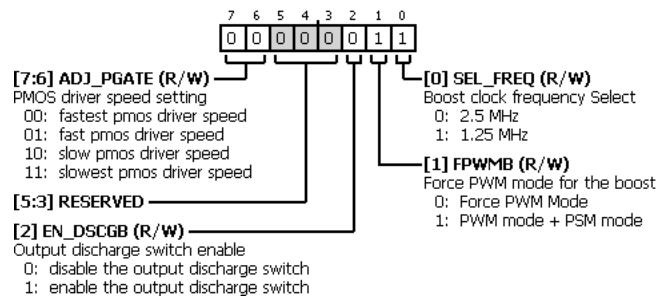 7 6 5 4 3 2 1 0
0 0 0 0 0 0 1 1
[7:6] ADJ_PGATE (R/W)
PMOS driver speed setting
00: fastest pmos driver speed
01: fast pmos driver speed
10: slow pmos driver speed
11: slowest pmos driver speed
[5:3] RESERVED
[2] EN_DSCGB (R/W)
Output discharge switch enable
0: disable the output discharge switch
1: enable the output discharge switch
[0] SEL_FREQ (R/W)
Boost clock frequency Select
0: 2.5 MHz
1: 1.25 MHz
[1] FPWMB (R/W)
Force PWM mode for the boost
0: Force PWM Mode
1: PWM mode + PSM mode